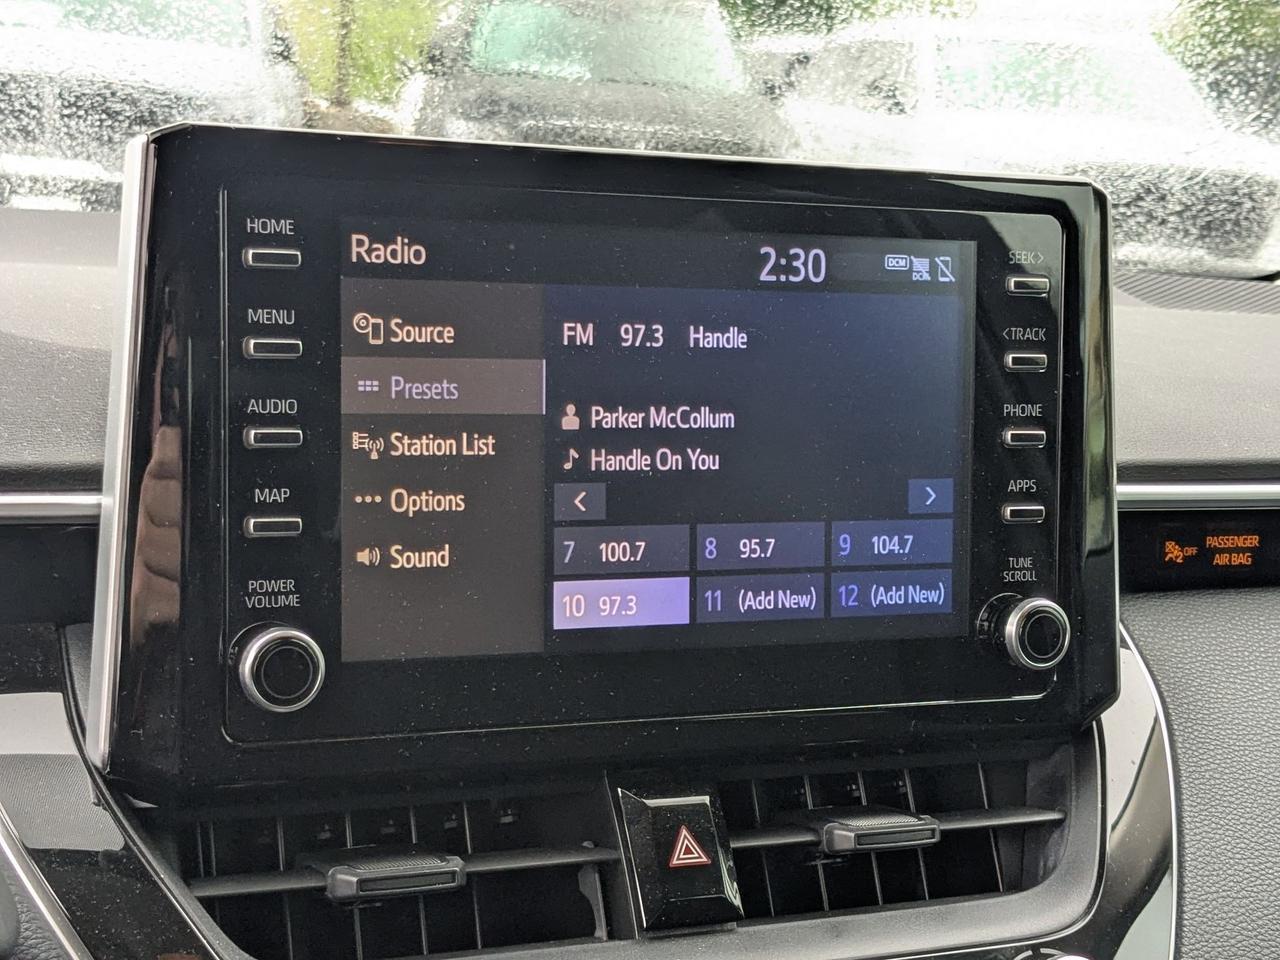 HOME
MENU
AUDIO
MAP
POWER
VOLUME
Radio
2:30
DCM
DCM
Source
Presets
Station List
Options
Sound
FM 97.3 Handle
Parker McCollum
Handle On You
<
>
7 100.7
8 95.7
9 104.7
10 97.3
11 (Add New)
12 (Add New)
SEEK >
< TRACK
PHONE
APPS
TUNE
SCROLL
2 OFF
PASSENGER
AIR BAG